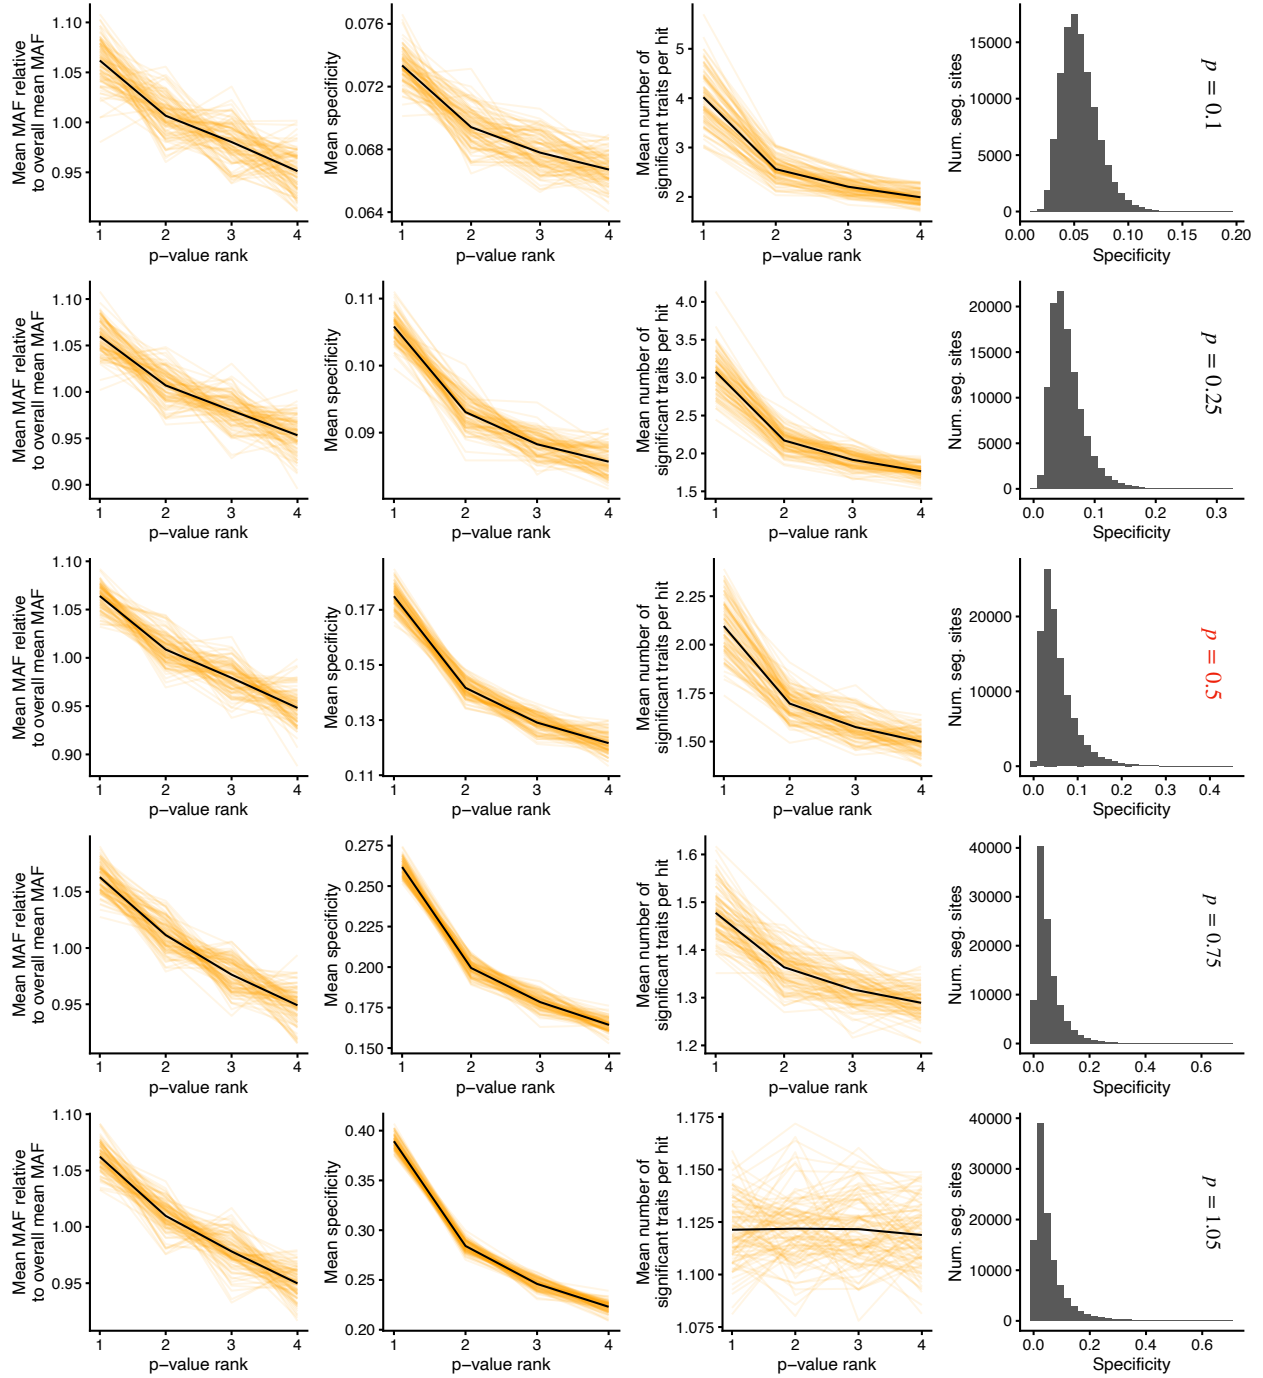 Mean MAF relative
to overall mean MAF
1.10
1.05
1.00
0.95
1 2 3 4
p−value rank
Mean specificity
0.076
0.072
0.068
0.064
1 2 3 4
p−value rank
Mean number of
significant traits per hit
5
4
3
2
1 2 3 4
p−value rank
Num. seg. sites
15000
10000
5000
0
0.00 0.05 0.10 0.15 0.20
Specificity
p = 0.1
Mean MAF relative
to overall mean MAF
1.10
1.05
1.00
0.95
0.90
1 2 3 4
p−value rank
Mean specificity
0.11
0.10
0.09
1 2 3 4
p−value rank
Mean number of
significant traits per hit
4.0
3.5
3.0
2.5
2.0
1.5
1 2 3 4
p−value rank
Num. seg. sites
20000
15000
10000
5000
0
0.0 0.1 0.2 0.3
Specificity
p = 0.25
Mean MAF relative
to overall mean MAF
1.10
1.05
1.00
0.95
0.90
1 2 3 4
p−value rank
Mean specificity
0.17
0.15
0.13
0.11
1 2 3 4
p−value rank
Mean number of
significant traits per hit
2.25
2.00
1.75
1.50
1 2 3 4
p−value rank
Num. seg. sites
20000
10000
0
0.0 0.1 0.2 0.3 0.4
Specificity
p = 0.5
Mean MAF relative
to overall mean MAF
1.05
1.00
0.95
1 2 3 4
p−value rank
Mean specificity
0.275
0.250
0.225
0.200
0.175
0.150
1 2 3 4
p−value rank
Mean number of
significant traits per hit
1.6
1.5
1.4
1.3
1.2
1 2 3 4
p−value rank
Num. seg. sites
40000
30000
20000
10000
0
0.0 0.2 0.4 0.6
Specificity
p = 0.75
Mean MAF relative
to overall mean MAF
1.10
1.05
1.00
0.95
1 2 3 4
p−value rank
Mean specificity
0.40
0.35
0.30
0.25
0.20
1 2 3 4
p−value rank
Mean number of
significant traits per hit
1.175
1.150
1.125
1.100
1.075
1 2 3 4
p−value rank
Num. seg. sites
40000
30000
20000
10000
0
0.0 0.2 0.4 0.6
Specificity
p = 1.05